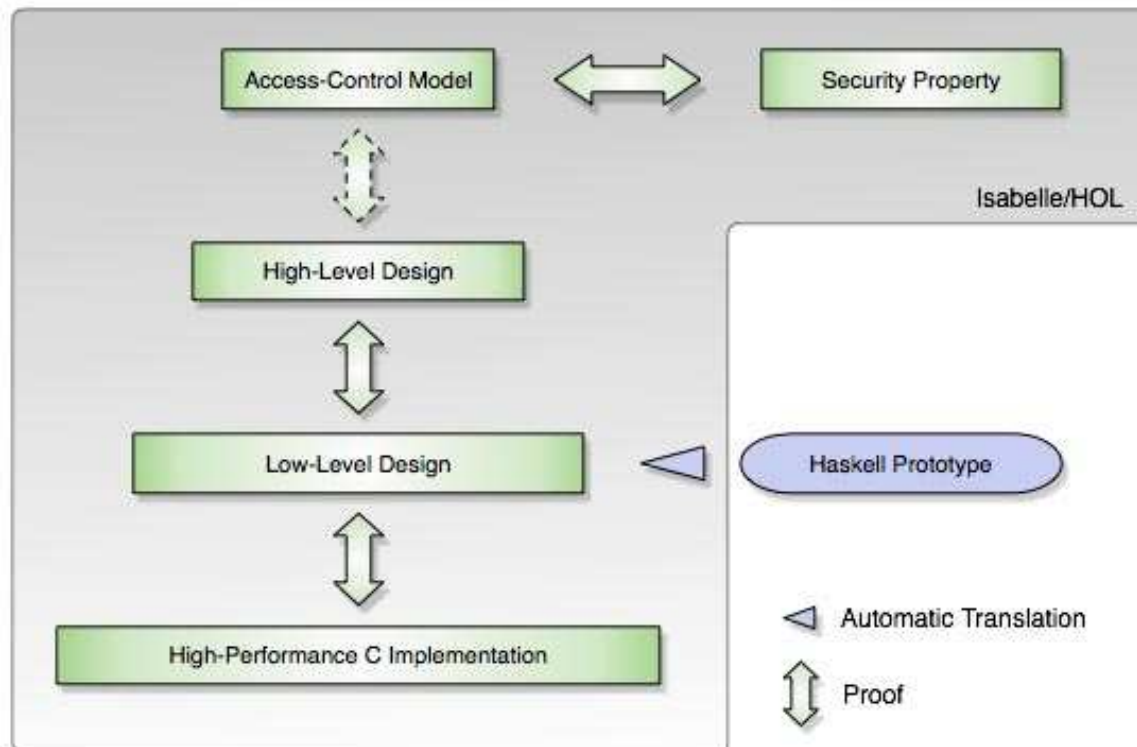 Access-Control Model
Security Property
Isabelle/HOL
High-Level Design
Low-Level Design
Haskell Prototype
Automatic Translation
High-Performance C Implementation
Proof